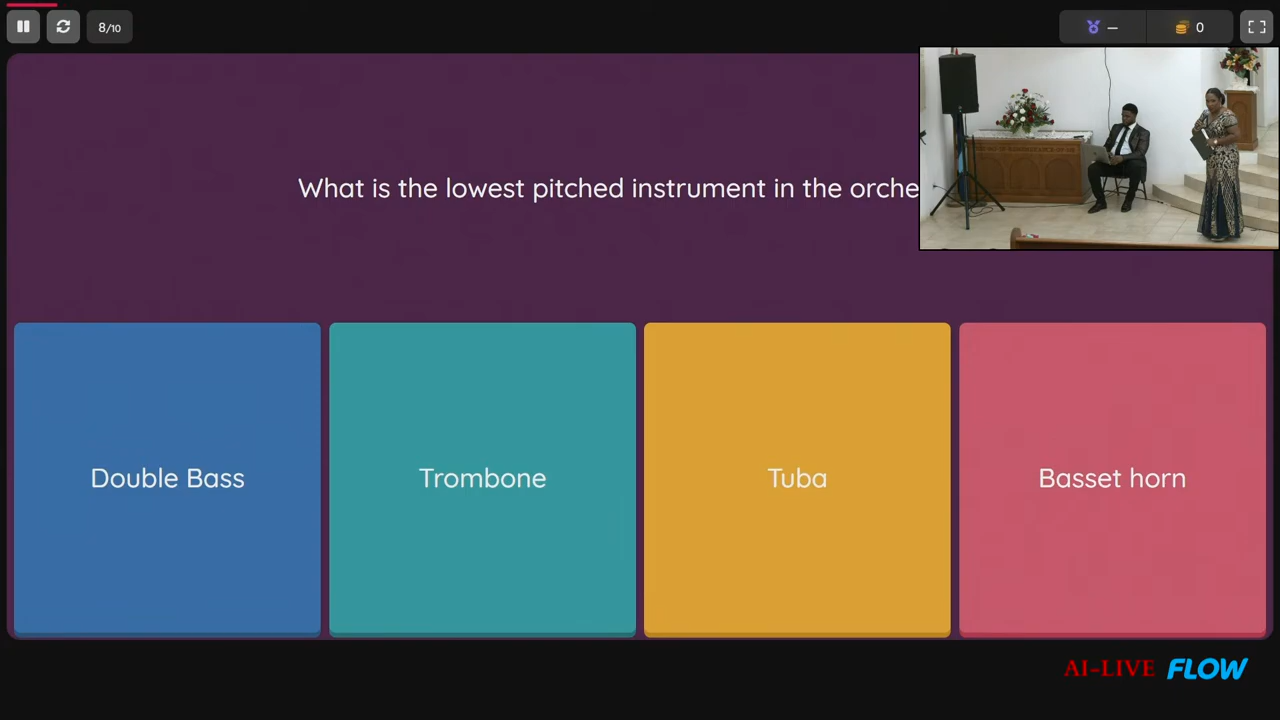 8/10
— 0
What is the lowest pitched instrument in the orche
Double Bass
Trombone
Tuba
Basset horn
AI-LIVE FLOW